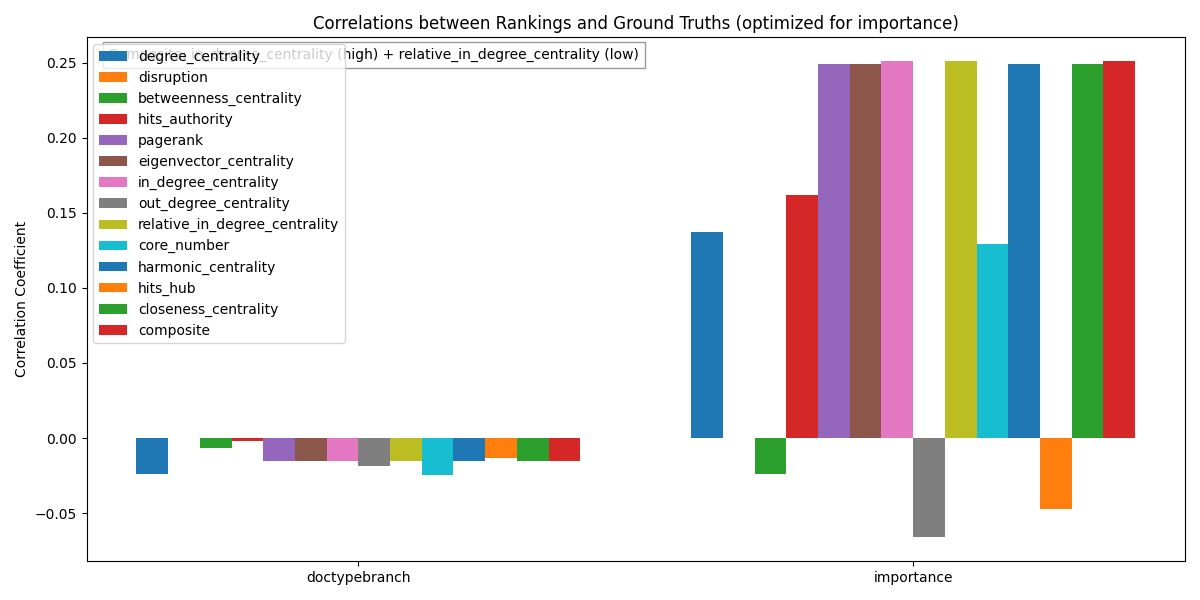 Correlations between Rankings and Ground Truths (optimized for importance)
in_degree_centrality (high) + relative_in_degree_centrality (low)
degree_centrality
disruption
betweenness_centrality
hits_authority
pagerank
eigenvector_centrality
in_degree_centrality
out_degree_centrality
relative_in_degree_centrality
core_number
harmonic_centrality
hits_hub
closeness_centrality
composite
Correlation Coefficient
0.25
0.20
0.15
0.10
0.05
0.00
−0.05
doctypebranch
importance